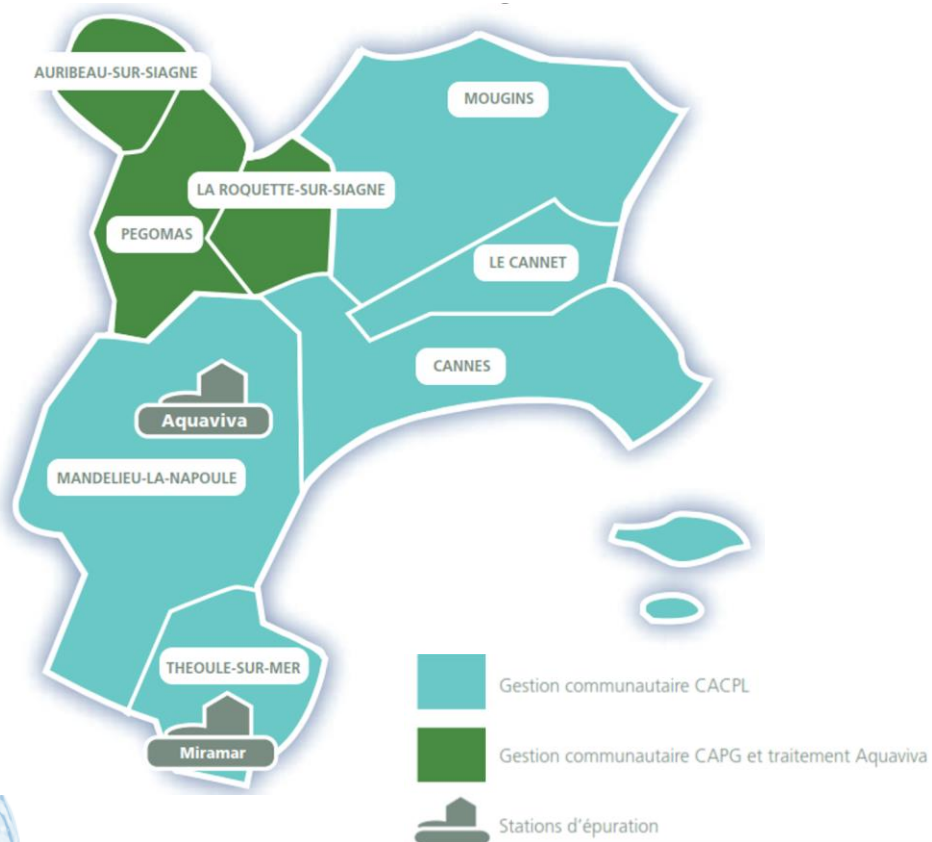 AURIBEAU-SUR-SIAGNE
MOUGINS
LA ROQUETTE-SUR-SIAGNE
PEGOMAS
LE CANNET
CANNES
Aquaviva
MANDELIEU-LA-NAPOULE
THEOULE-SUR-MER
Miramar
Gestion communautaire CACPL
Gestion communautaire CAPG et traitement Aquaviva
Stations d'épuration